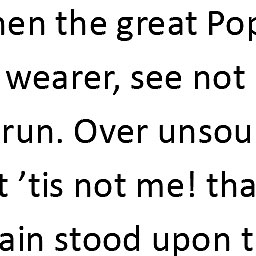 hen the great Pop
wearer, see not
run. Over unsou
t ’tis not me! tha
ain stood upon t